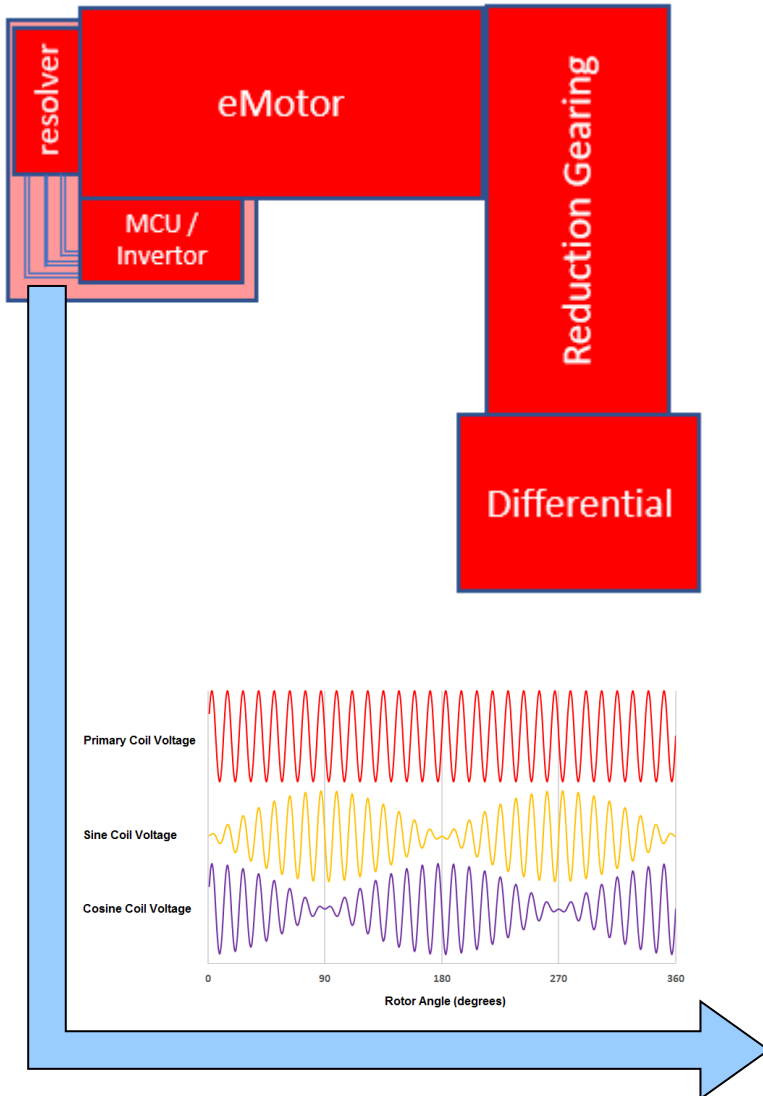 resolver
eMotor
Reduction Gearing
MCU /
Invertor
Differential
Primary Coil Voltage
Sine Coil Voltage
Cosine Coil Voltage
0 90 180 270 360
Rotor Angle (degrees)